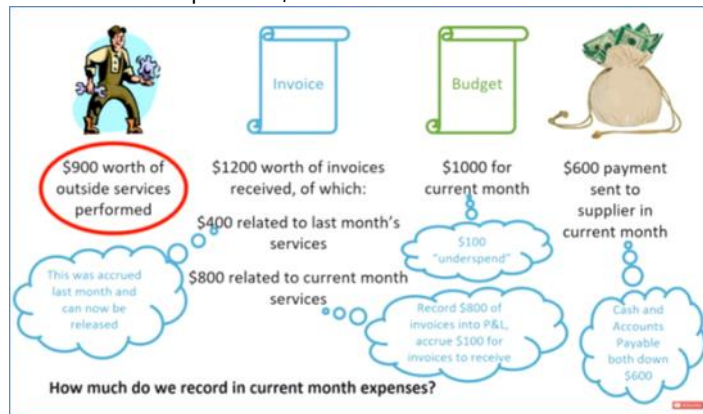 Invoice
Budget
$900 worth of
outside services
performed
$1200 worth of invoices
received, of which:
$400 related to last month's
services
$800 related to current month
services
$1000 for
current month
$600 payment
sent to
supplier in
current month
This was accrued
last month and
can now be
released
$100
"underspend"
Record $800 of
invoices into P&L,
accrue $100 for
invoices to receive
Cash and
Accounts
Payable
both down
$600
How much do we record in current month expenses?